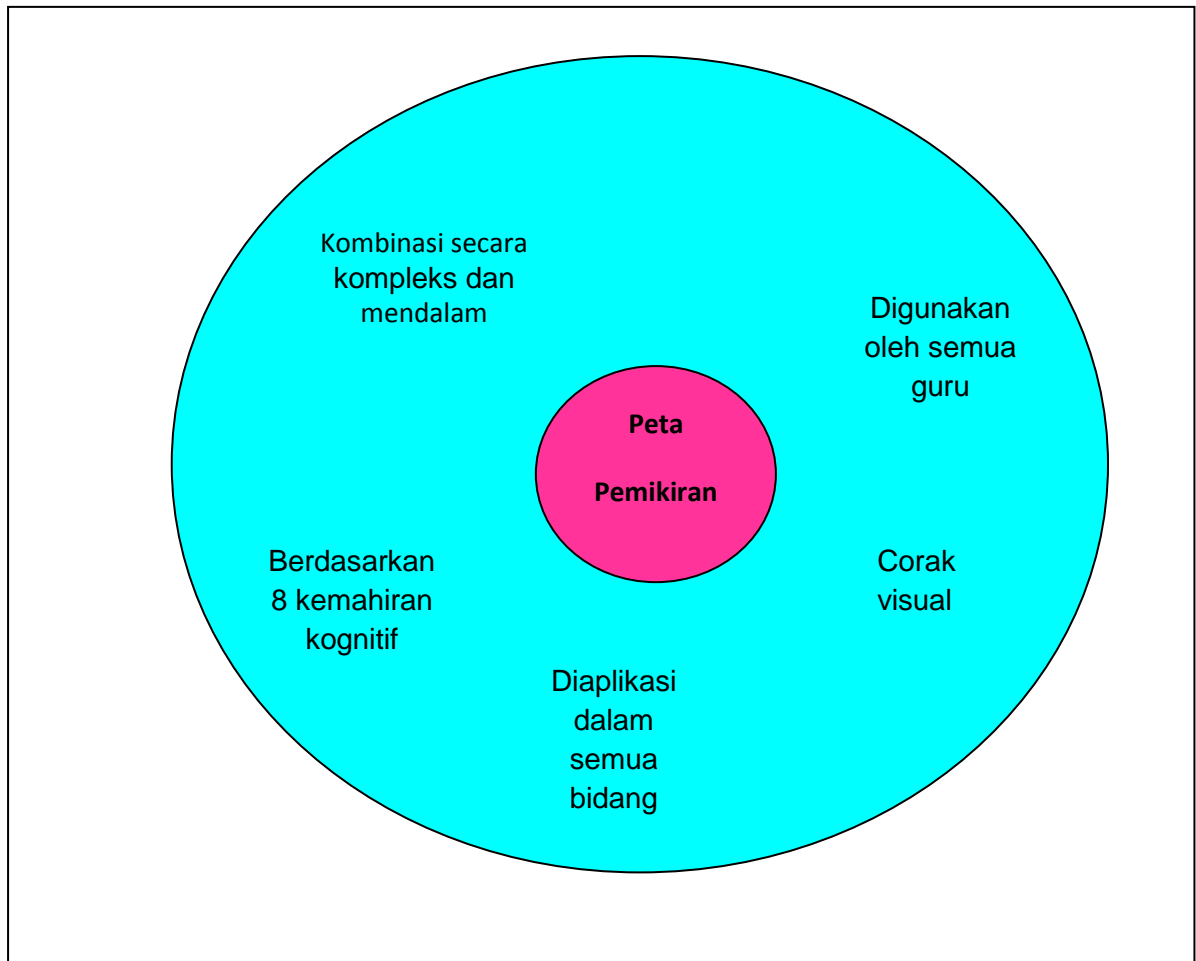 Kombinasi secara
kompleks dan
mendalam
Digunakan
oleh semua
guru
Peta
Pemikiran
Berdasarkan
8 kemahiran
kognitif
Corak
visual
Diaplikasi
dalam
semua
bidang